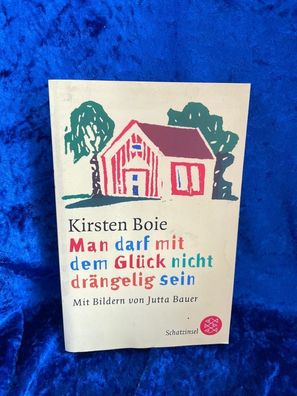 Kirsten Boie
Man darf mit
dem Glück nicht
drängelig sein
Mit Bildern von Jutta Bauer
Schatzinsel